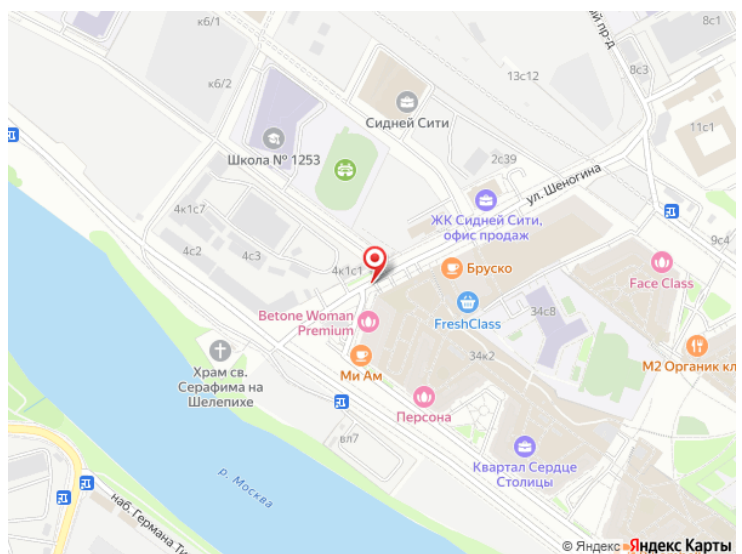 к6/1
8с1
ый пр-д
8с3
13с12
к6/2
11с1
Сидней Сити
Школа № 1253
2с39
ул. Шеногина
4к1с7
ЖК Сидней Сити,
офис продаж
9с4
4с2
4с3
4к1с1
Бруско
Face Class
Betone Woman
Premium
FreshClass
34с8
34к2
М2 Органик кл
Храм св.
Серафима на
Шелепихе
Ми Ам
Персона
вл7
Квартал Сердце
Столицы
р. Москва
наб. Германа Ти
© Яндекс Яндекс Карты